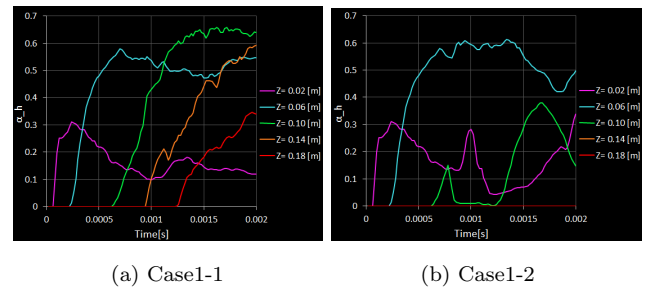 0.7
0.6
0.5
0.4
0.3
0.2
0.1
0
α_h
0
0.0005
0.001
0.0015
0.002
Time[s]
Z= 0.02 [m]
Z= 0.06 [m]
Z= 0.10 [m]
Z= 0.14 [m]
Z= 0.18 [m]
(a) Case1-1
0.7
0.6
0.5
0.4
0.3
0.2
0.1
0
α_h
0
0.0005
0.001
0.0015
0.002
Time[s]
Z= 0.02 [m]
Z= 0.06 [m]
Z= 0.10 [m]
Z= 0.14 [m]
Z= 0.18 [m]
(b) Case1-2